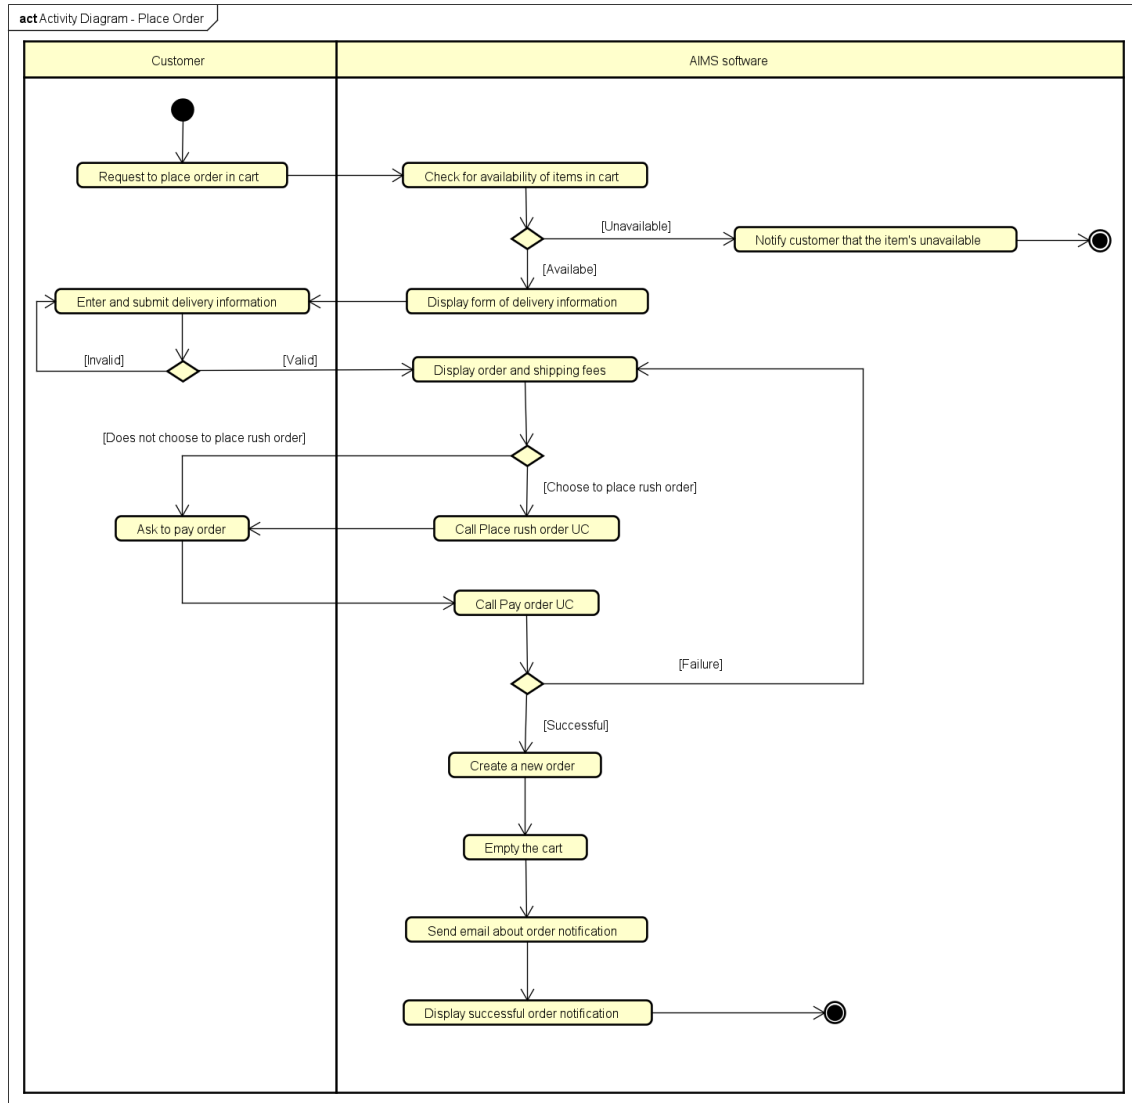 act Activity Diagram - Place Order
Customer
AIMS software
Request to place order in cart
Check for availability of items in cart
[Unavailable]
Notify customer that the item's unavailable
[Availabe]
Enter and submit delivery information
Display form of delivery information
[Invalid]
[Valid]
Display order and shipping fees
[Does not choose to place rush order]
[Choose to place rush order]
Ask to pay order
Call Place rush order UC
Call Pay order UC
[Failure]
[Successful]
Create a new order
Empty the cart
Send email about order notification
Display successful order notification